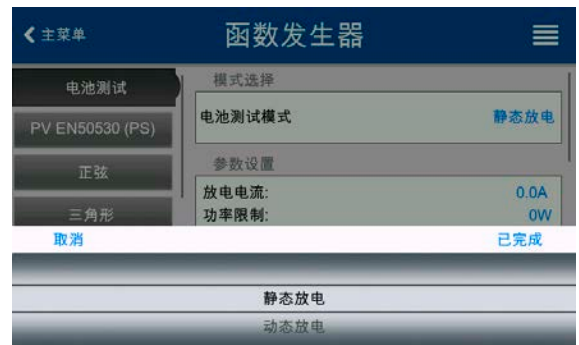 主菜单 函数发生器
电池测试
PV EN50530 (PS)
正弦
三角形
模式选择
电池测试模式 静态放电
参数设置
放电电流: 0.0A
功率限制: 0W
取消 已完成
静态放电
动态放电